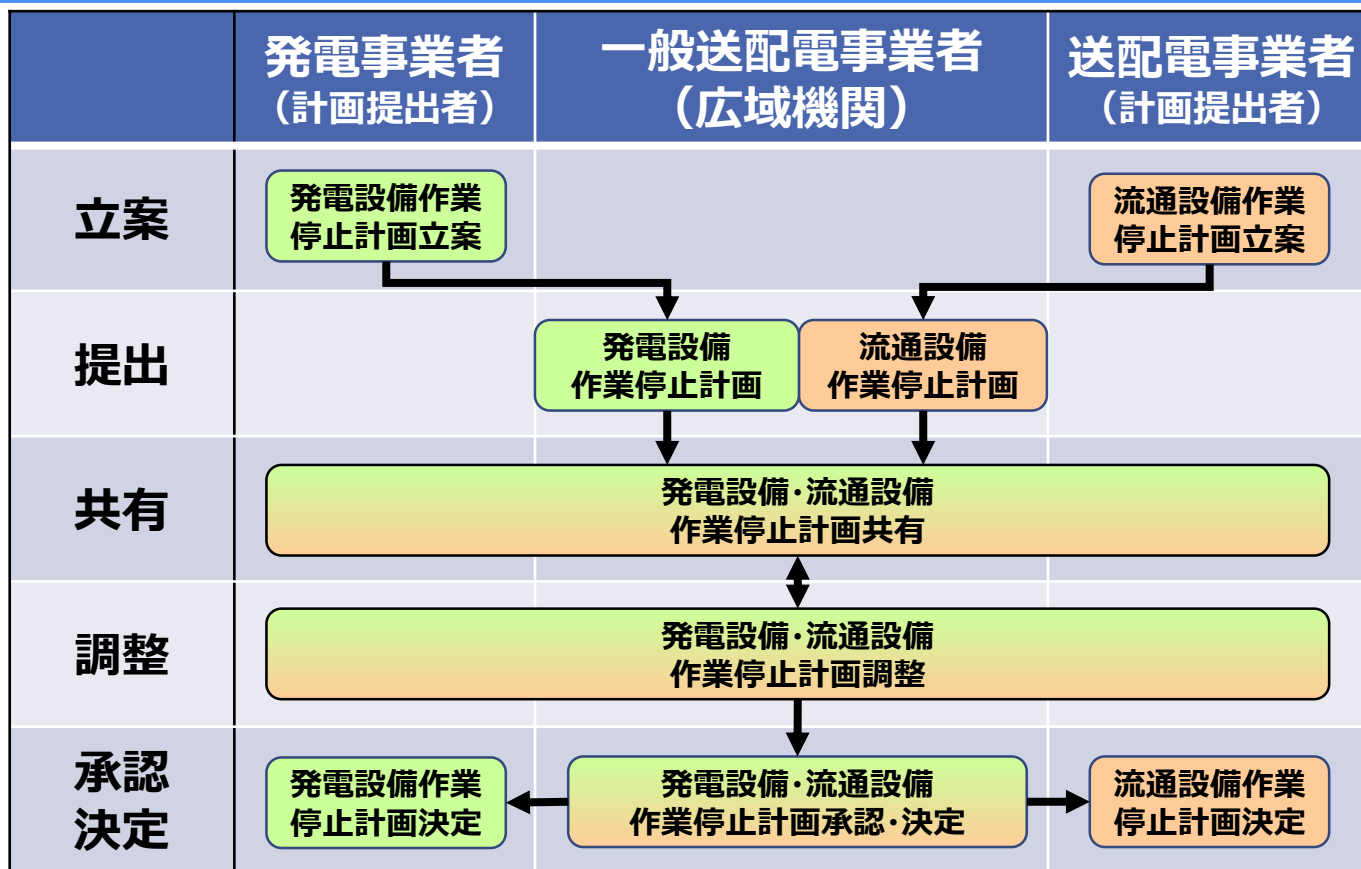 発電事業者
（計画提出者）
一般送配電事業者
（広域機関）
送配電事業者
（計画提出者）
立案
発電設備作業
停止計画立案
流通設備作業
停止計画立案
提出
発電設備
作業停止計画
流通設備
作業停止計画
共有
発電設備･流通設備
作業停止計画共有
調整
発電設備･流通設備
作業停止計画調整
承認
決定
発電設備作業
停止計画決定
発電設備･流通設備
作業停止計画承認･決定
流通設備作業
停止計画決定